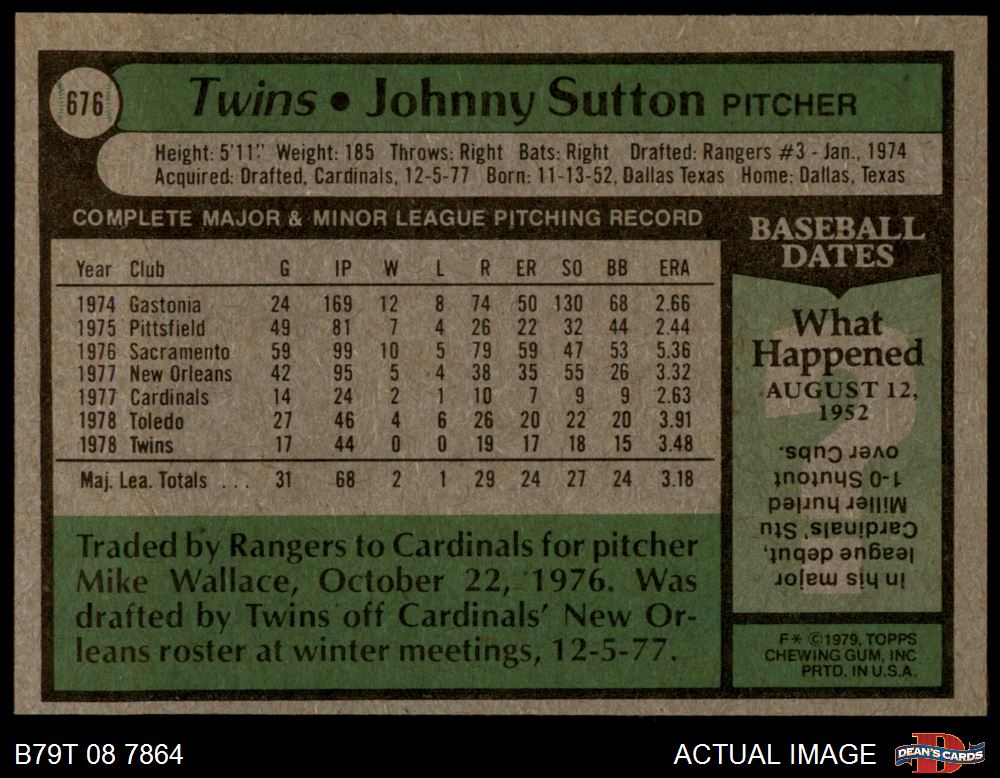 676
Twins • Johnny Sutton PITCHER
Height: 5'11" Weight: 185 Throws: Right Bats: Right Drafted: Rangers #3 - Jan., 1974
Acquired: Drafted, Cardinals, 12-5-77 Born: 11-13-52, Dallas Texas Home: Dallas, Texas
COMPLETE MAJOR & MINOR LEAGUE PITCHING RECORD
Year Club G IP W L R ER SO BB ERA
1974 Gastonia 24 169 12 8 74 50 130 68 2.66
1975 Pittsfield 49 81 7 4 26 22 32 44 2.44
1976 Sacramento 59 99 10 5 79 59 47 53 5.36
1977 New Orleans 42 95 5 4 38 35 55 26 3.32
1977 Cardinals 14 24 2 1 10 7 9 9 2.63
1978 Toledo 27 46 4 6 26 20 22 20 3.91
1978 Twins 17 44 0 0 19 17 18 15 3.48
Maj. Lea. Totals ... 31 68 2 1 29 24 27 24 3.18
Traded by Rangers to Cardinals for pitcher
Mike Wallace, October 22, 1976. Was
drafted by Twins off Cardinals' New Or-
leans roster at winter meetings, 12-5-77.
BASEBALL
DATES
What
Happened
AUGUST 12,
1952
?
In his major
league debut,
Cardinals' Stu
Miller hurled
1-0 Shutout
over Cubs.
F* ©1979, TOPPS
CHEWING GUM, INC
PRTD. IN U.S.A.
B79T 08 7864
ACTUAL IMAGE
DEAN'S CARDS